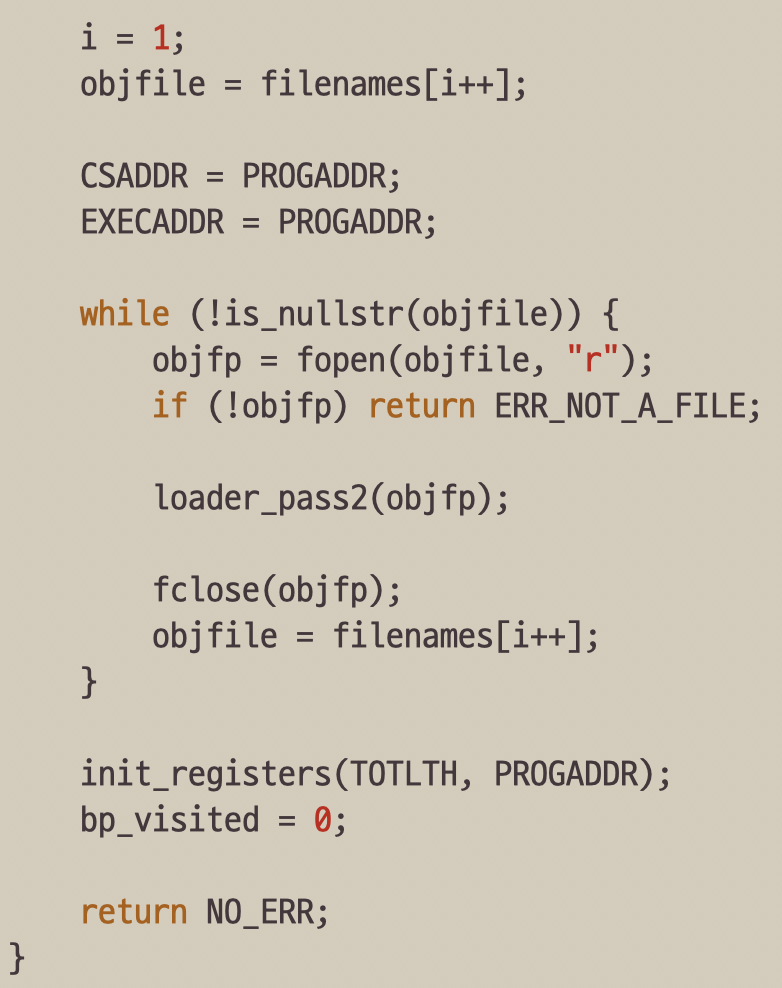 i = 1;
objfile = filenames[i++];

CSADDR = PROGADDR;
EXECADDR = PROGADDR;

while (!is_nullstr(objfile)) {
    objfp = fopen(objfile, "r");
    if (!objfp) return ERR_NOT_A_FILE;

    loader_pass2(objfp);

    fclose(objfp);
    objfile = filenames[i++];
}

init_registers(TOTLTH, PROGADDR);
bp_visited = 0;

return NO_ERR;
}